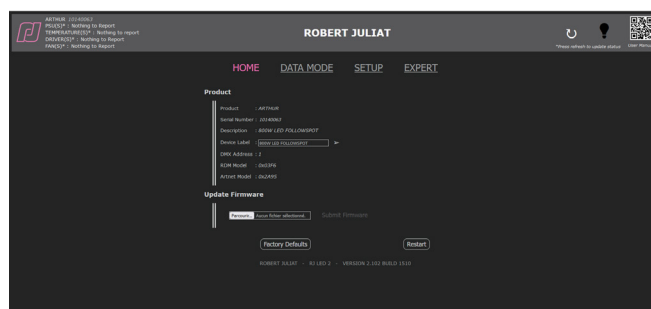 ARTHUR 10140063
PSU(S)* : Nothing to Report
TEMPERATURE(S)* : Nothing to report
DRIVER(S)* : Nothing to Report
FAN(S)* : Nothing to Report
ROBERT JULIAT
*Press refresh to update status
User Manual
HOME DATA MODE SETUP EXPERT
Product
Product : ARTHUR
Serial Number : 10140063
Description : 800W LED FOLLOWSPOT
Device Label : 800W LED FOLLOWSPOT
DMX Address : 1
RDM Model : 0x03F6
Artnet Model : 0x2A95
Update Firmware
Parcourir... Aucun fichier sélectionné. Submit Firmware
Factory Defaults Restart
ROBERT JULIAT - RJ LED 2 - VERSION 2.102 BUILD 1510